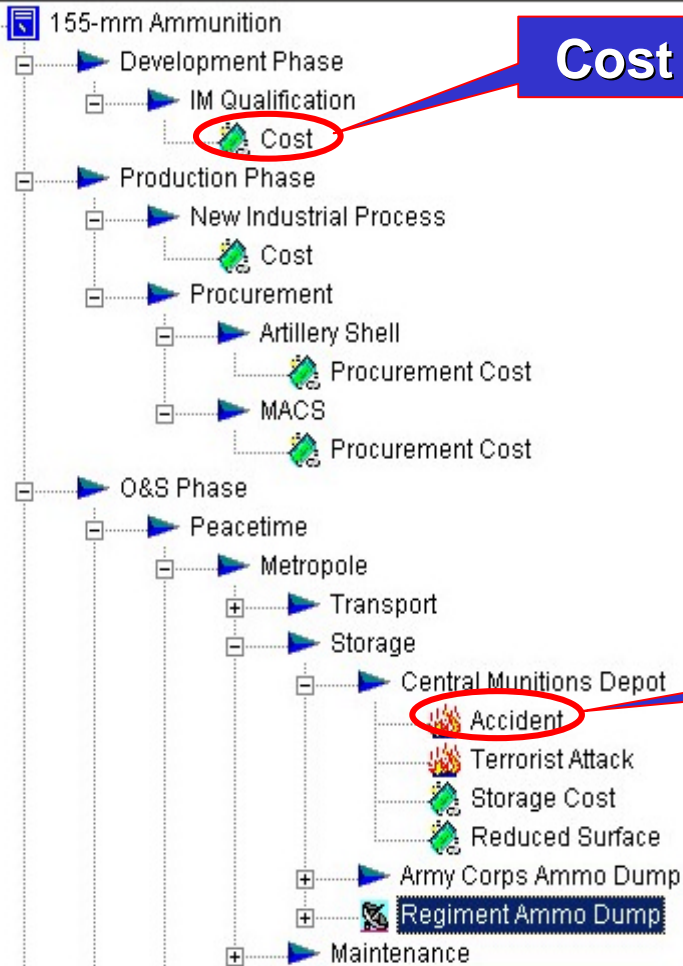 155-mm Ammunition
Development Phase
Cost
IM Qualification
Cost
Production Phase
New Industrial Process
Cost
Procurement
Artillery Shell
Procurement Cost
MACS
Procurement Cost
O&S Phase
Peacetime
Metropole
Transport
Storage
Central Munitions Depot
Accident
Terrorist Attack
Storage Cost
Reduced Surface
Army Corps Ammo Dump
Regiment Ammo Dump
Maintenance